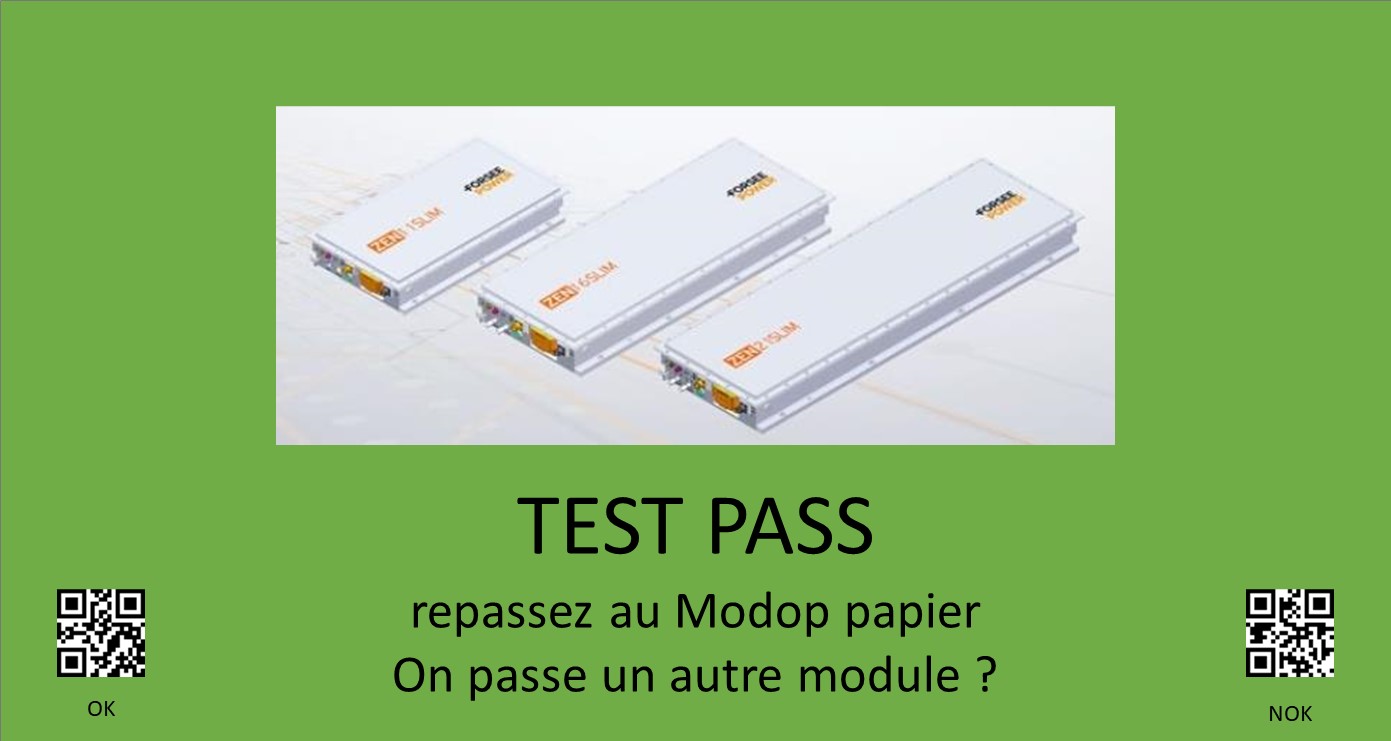 FORSEE
POWER
ZEN 11SLIM
FORSEE
POWER
ZEN 16SLIM
FORSEE
POWER
ZEN 21SLIM
TEST PASS
repassez au Modop papier
On passe un autre module ?
OK
NOK